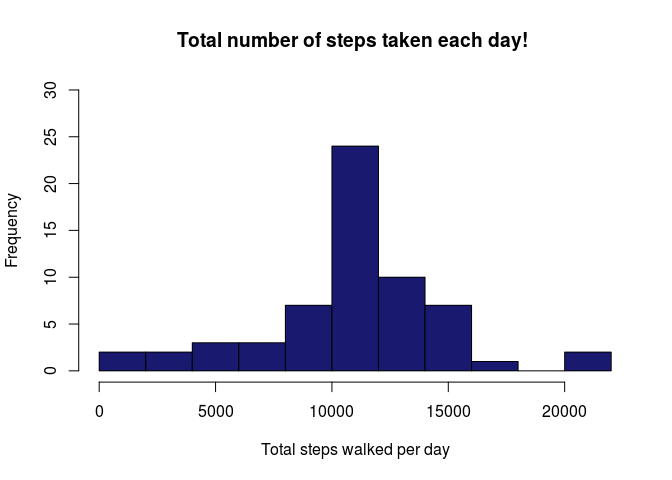 Total number of steps taken each day!
30
25
20
15
10
5
0
Frequency
0 5000 10000 15000 20000
Total steps walked per day